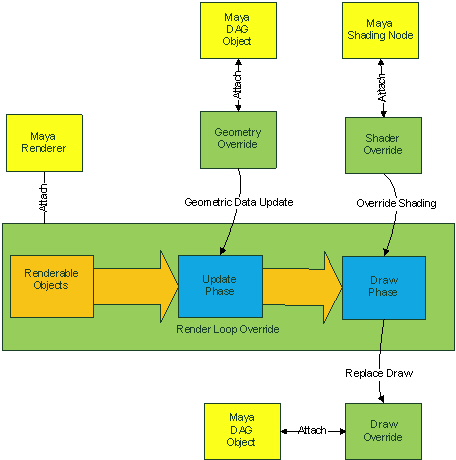 Maya
DAG
Object
Maya
Shading Node
Attach
Attach
Maya
Renderer
Geometry
Override
Shader
Override
Attach
Geometric Data Update
Override Shading
Renderable
Objects
Update
Phase
Draw
Phase
Render Loop Override
Replace Draw
Maya
DAG
Object
Attach
Draw
Override